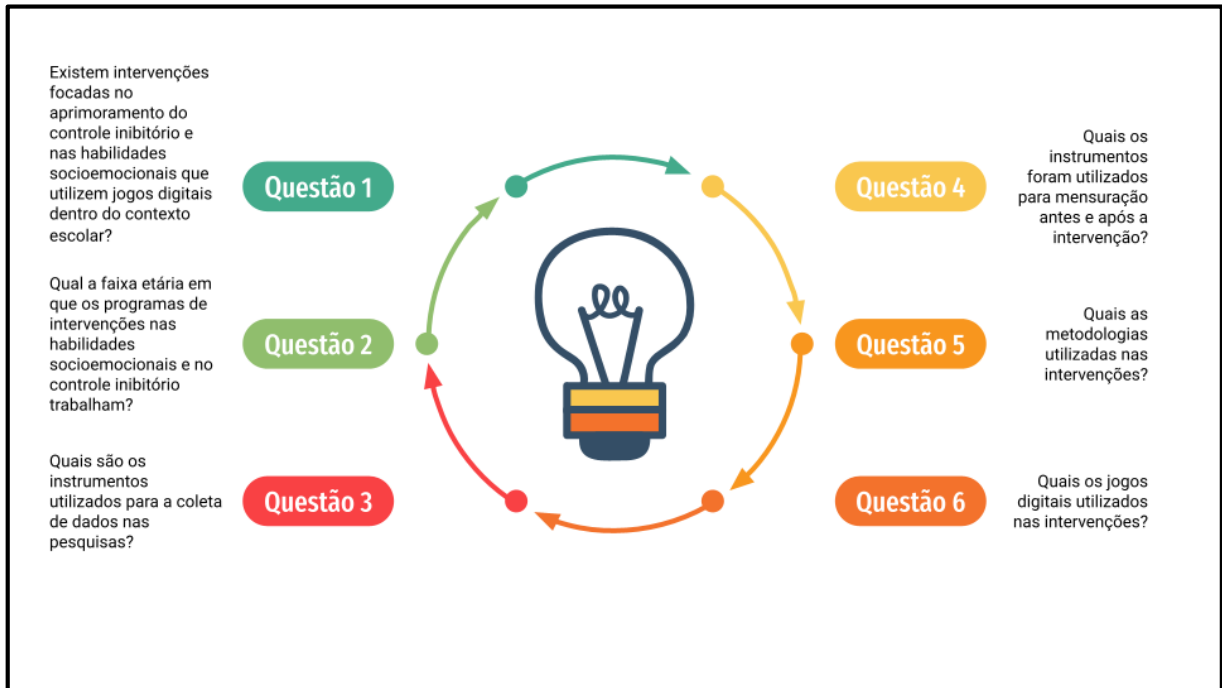 Existem intervenções
focadas no
aprimoramento do
controle inibitório e
nas habilidades
socioemocionais que
utilizem jogos digitais
dentro do contexto
escolar?
Questão 1
Qual a faixa etária em
que os programas de
intervenções nas
habilidades
socioemocionais e no
controle inibitório
trabalham?
Questão 2
Quais são os
instrumentos
utilizados para a coleta
de dados nas
pesquisas?
Questão 3
Questão 4
Quais os
instrumentos
foram utilizados
para mensuração
antes e após a
intervenção?
Questão 5
Quais as
metodologias
utilizadas nas
intervenções?
Questão 6
Quais os jogos
digitais utilizados
nas intervenções?